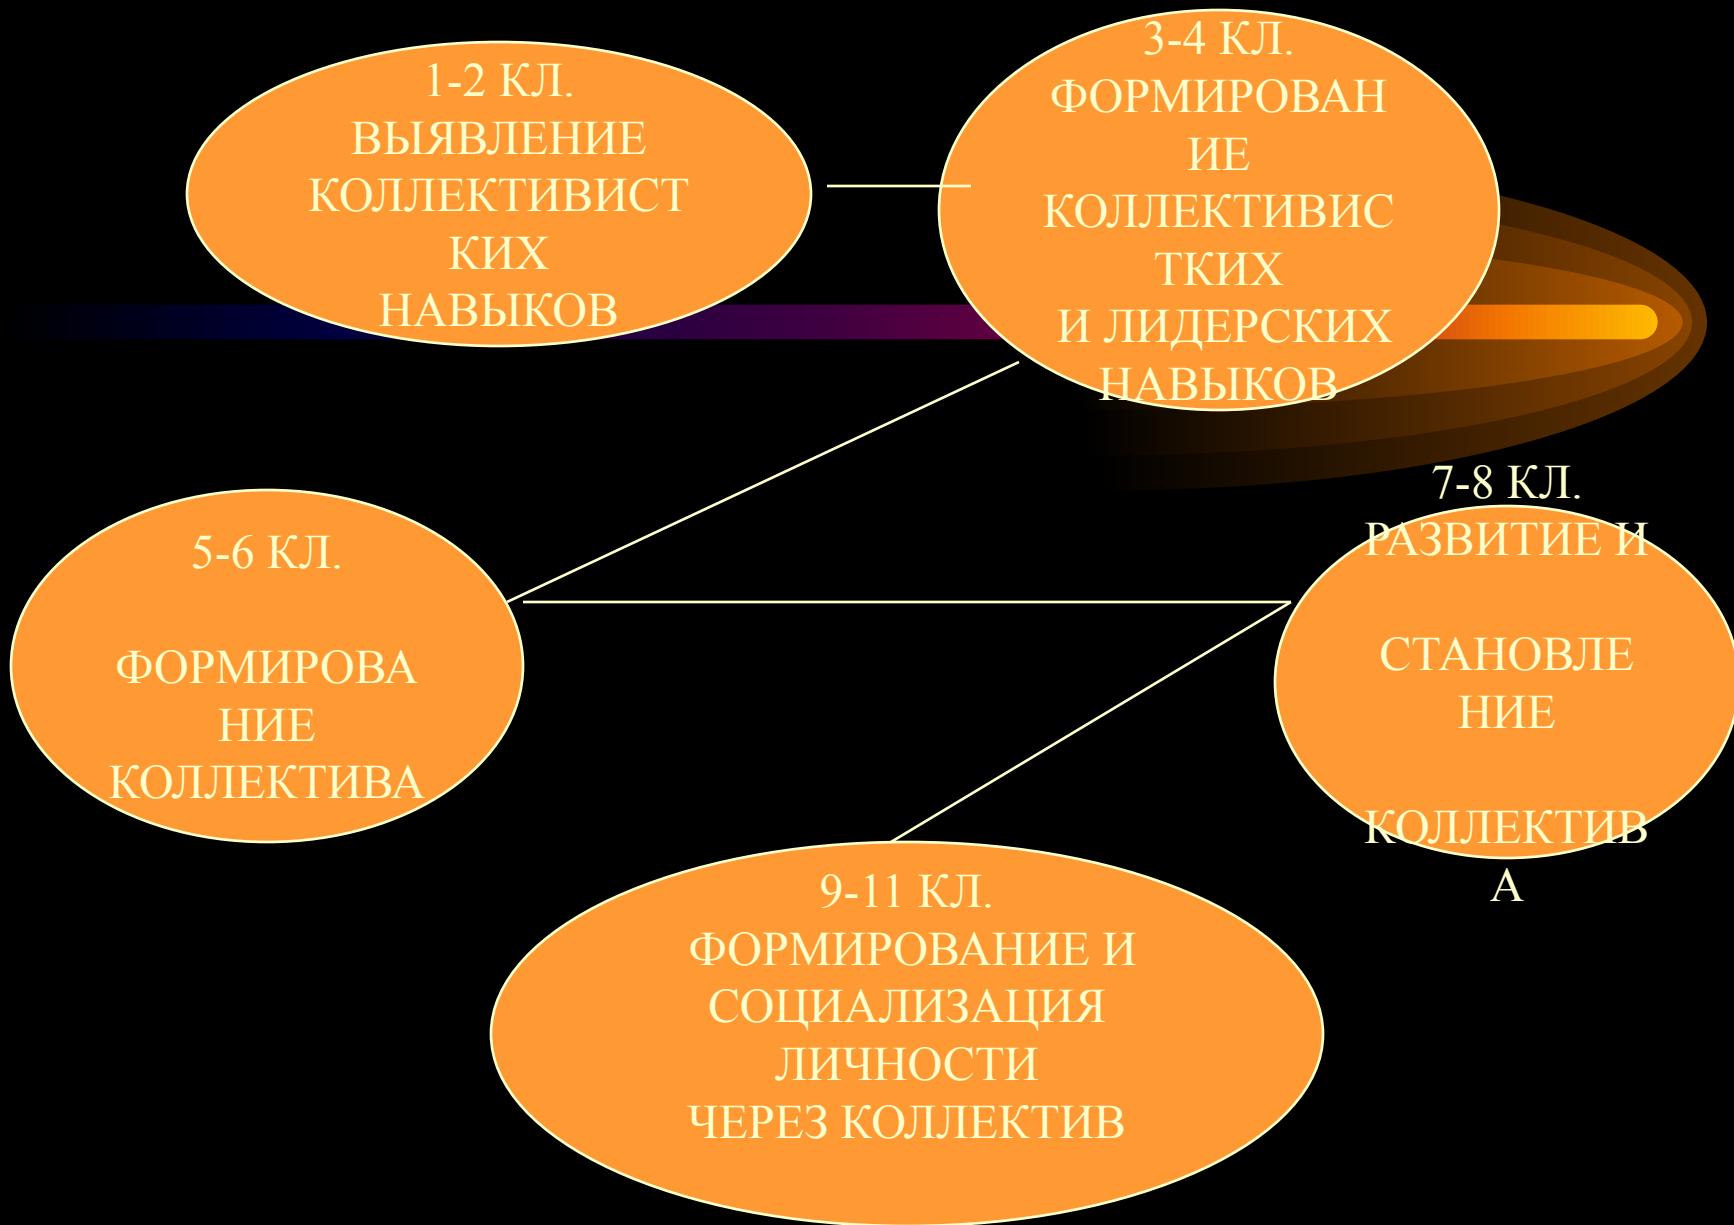 1-2 КЛ.
ВЫЯВЛЕНИЕ
КОЛЛЕКТИВИСТ
КИХ
НАВЫКОВ
3-4 КЛ.
ФОРМИРОВАН
ИЕ
КОЛЛЕКТИВИС
ТКИХ
И ЛИДЕРСКИХ
НАВЫКОВ
5-6 КЛ.
ФОРМИРОВА
НИЕ
КОЛЛЕКТИВА
7-8 КЛ.
РАЗВИТИЕ И
СТАНОВЛЕ
НИЕ
КОЛЛЕКТИВ
А
9-11 КЛ.
ФОРМИРОВАНИЕ И
СОЦИАЛИЗАЦИЯ
ЛИЧНОСТИ
ЧЕРЕЗ КОЛЛЕКТИВ